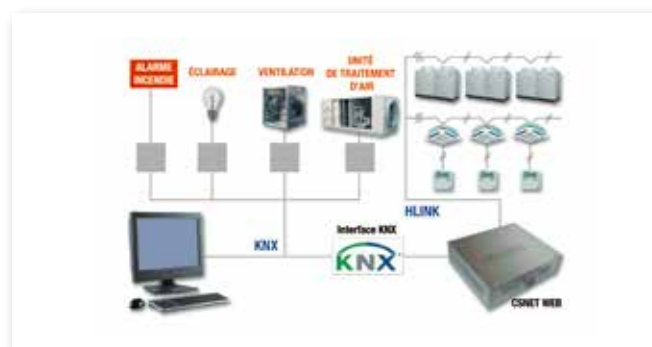 ALARME
INCENDIE
ÉCLAIRAGE
VENTILATION
UNITÉ
DE TRAITEMENT
D'AIR
HLINK
KNX
Interface KNX
KNX
CSNET WEB